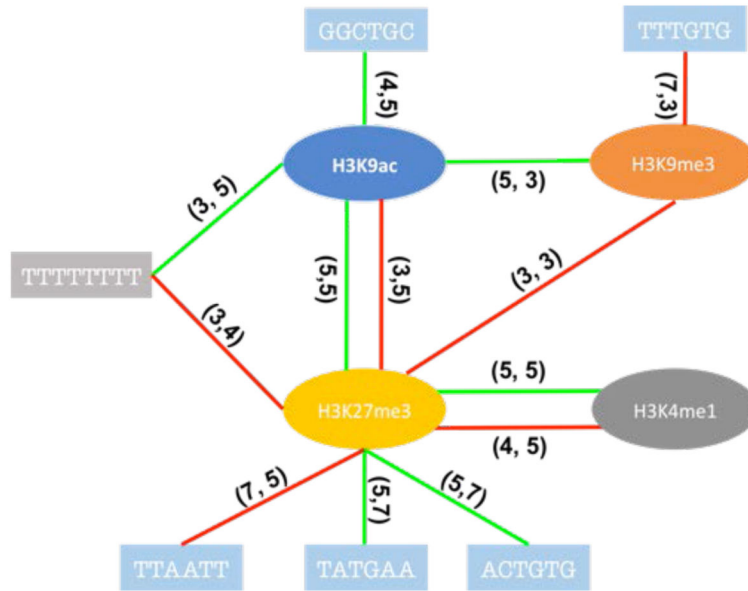 GGCTGC
TTTGTG
(4,5)
(7,3)
H3K9ac
H3K9me3
(5, 3)
(3, 5)
TTTTTTTT
(5,5)
(3,5)
(3, 3)
(3,4)
(5, 5)
H3K27me3
H3K4me1
(4, 5)
(7, 5)
(5,7)
(5,7)
TTAATT
TATGAA
ACTGTG